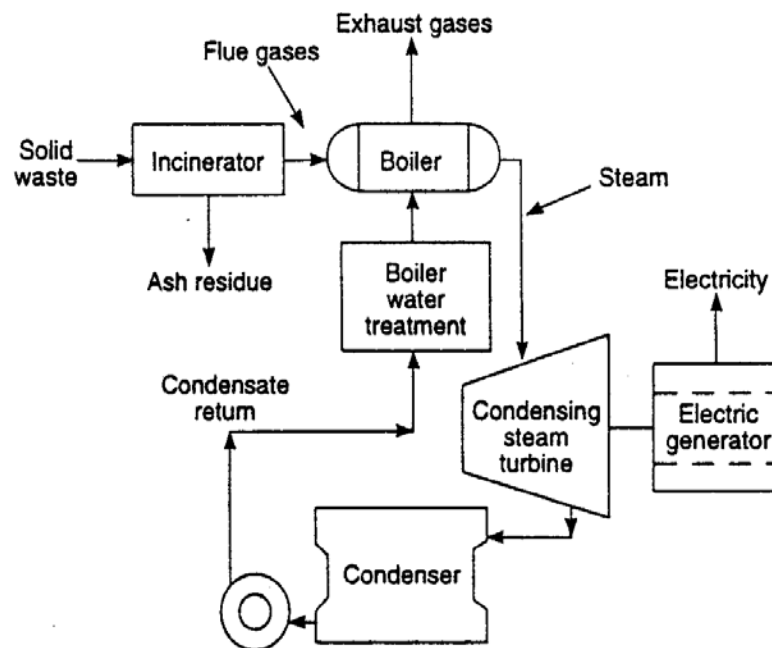 Exhaust gases
Flue gases
Solid
waste
Incinerator
Boiler
Steam
Ash residue
Boiler
water
treatment
Electricity
Condensate
return
Condensing
steam
turbine
Electric
generator
Condenser